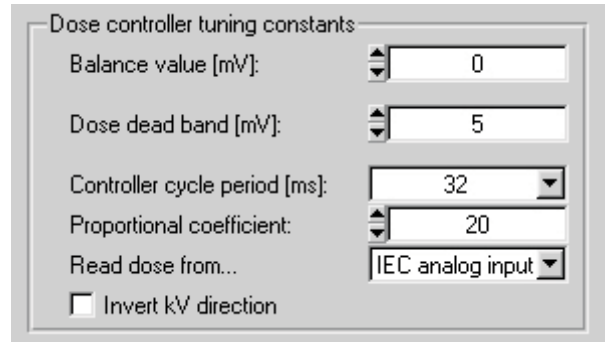 Dose controller tuning constants
Balance value [mV]: 0
Dose dead band [mV]: 5
Controller cycle period [ms]: 32
Proportional coefficient: 20
Read dose from... IEC analog input
Invert kV direction